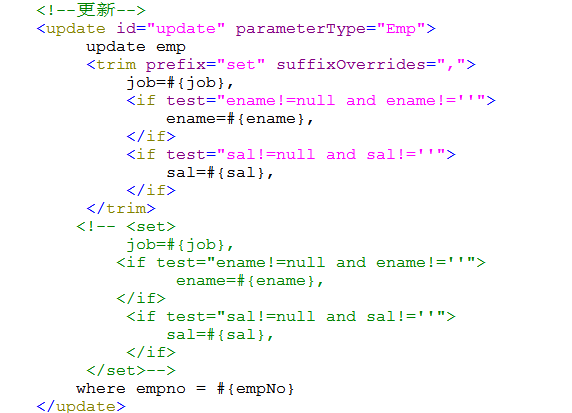 <!--更新-->
<update id="update" parameterType="Emp">
update emp
<trim prefix="set" suffixOverrides=",">
job=#{job},
<if test="ename!=null and ename!=''">
ename=#{ename},
</if>
<if test="sal!=null and sal!=''">
sal=#{sal},
</if>
</trim>
<!-- <set>
job=#{job},
<if test="ename!=null and ename!=''">
ename=#{ename},
</if>
<if test="sal!=null and sal!=''">
sal=#{sal},
</if>
</set>-->
where empno = #{empNo}
</update>